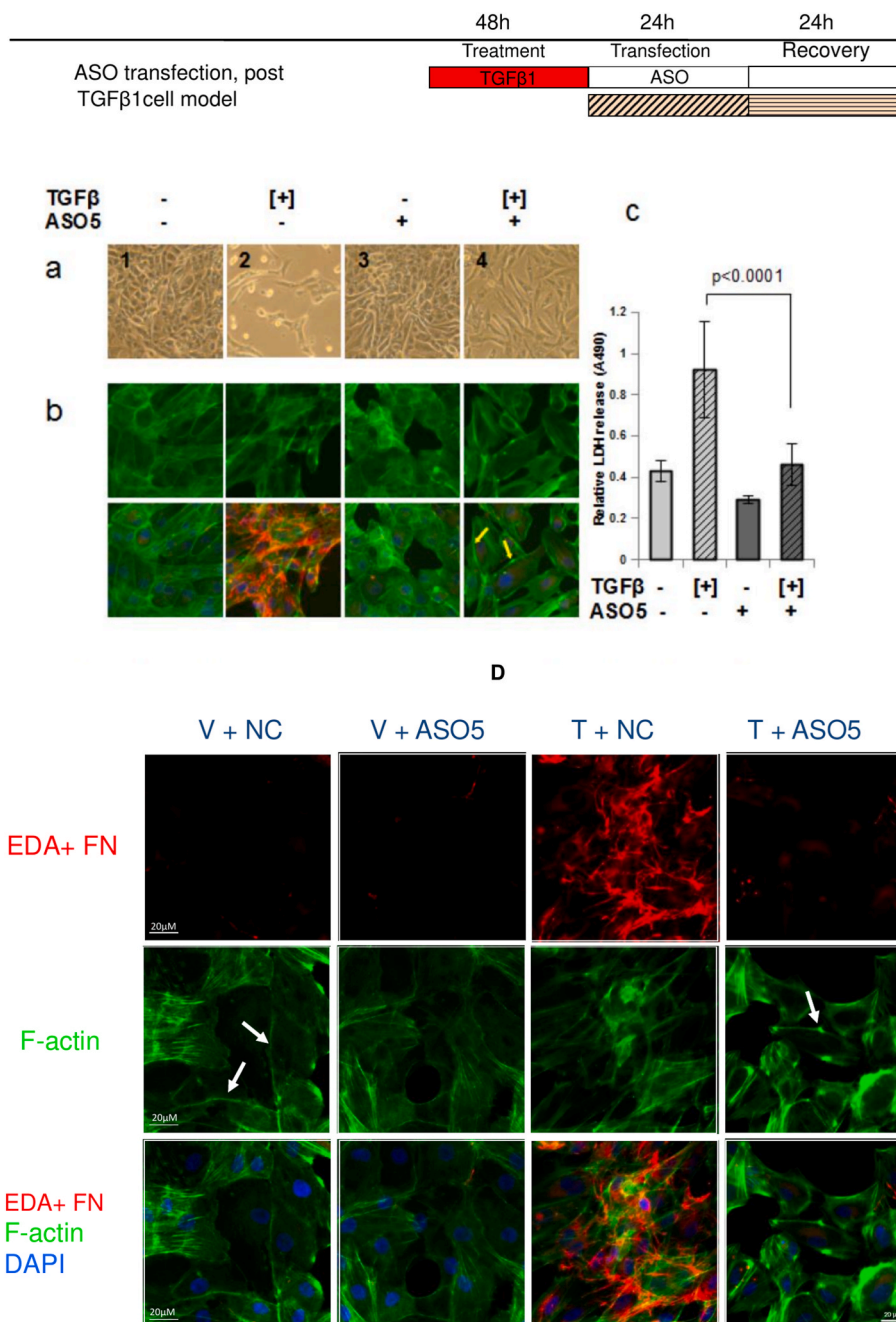 48h 24h 24h
Treatment Transfection Recovery
ASO transfection, post TGFβ1 ASO
TGFβ1cell model
TGFβ - [+] - [+]
ASO5 - - + +
C
a
1 2 3 4
p<0.0001
b
Relative LDH release (A490)
1.2
1
0.8
0.6
0.4
0.2
0
TGFβ - [+] - [+]
ASO5 - - + +
D
V + NC V + ASO5 T + NC T + ASO5
EDA+ FN
20µM
F-actin
20µM
EDA+ FN
F-actin
DAPI
20µM